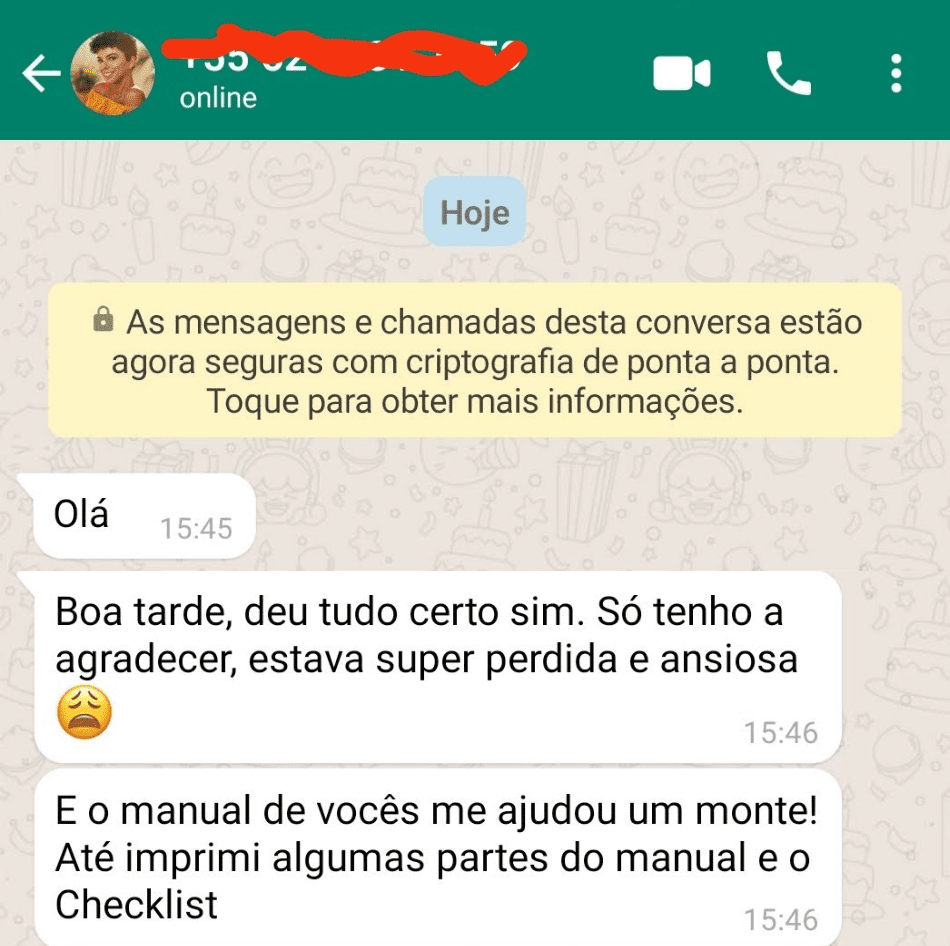 online
Hoje
As mensagens e chamadas desta conversa estão
agora seguras com criptografia de ponta a ponta.
Toque para obter mais informações.
Olá
15:45
Boa tarde, deu tudo certo sim. Só tenho a
agradecer, estava super perdida e ansiosa
😩
15:46
E o manual de vocês me ajudou um monte!
Até imprimi algumas partes do manual e o
Checklist
15:46